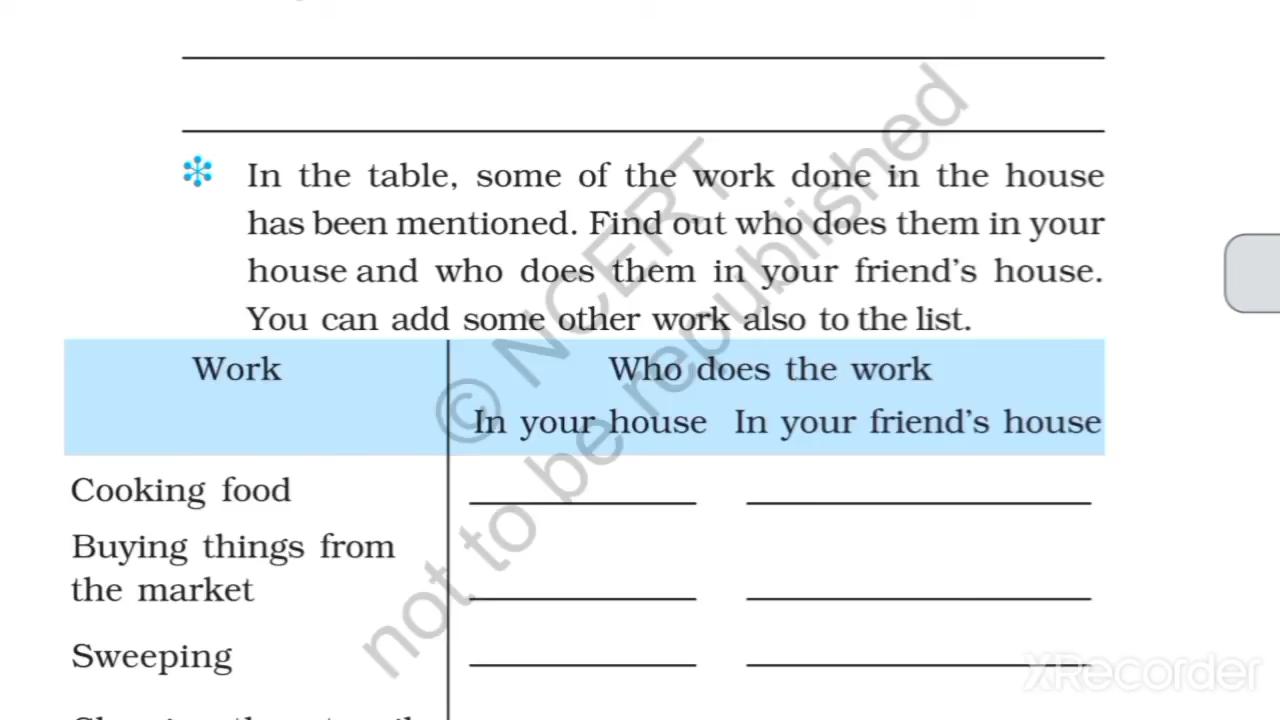 In the table, some of the work done in the house
has been mentioned. Find out who does them in your
house and who does them in your friend's house.
You can add some other work also to the list.
Work
Who does the work
In your house In your friend's house
Cooking food
Buying things from
the market
Sweeping
© NCERT
not to be republished
XRecorder